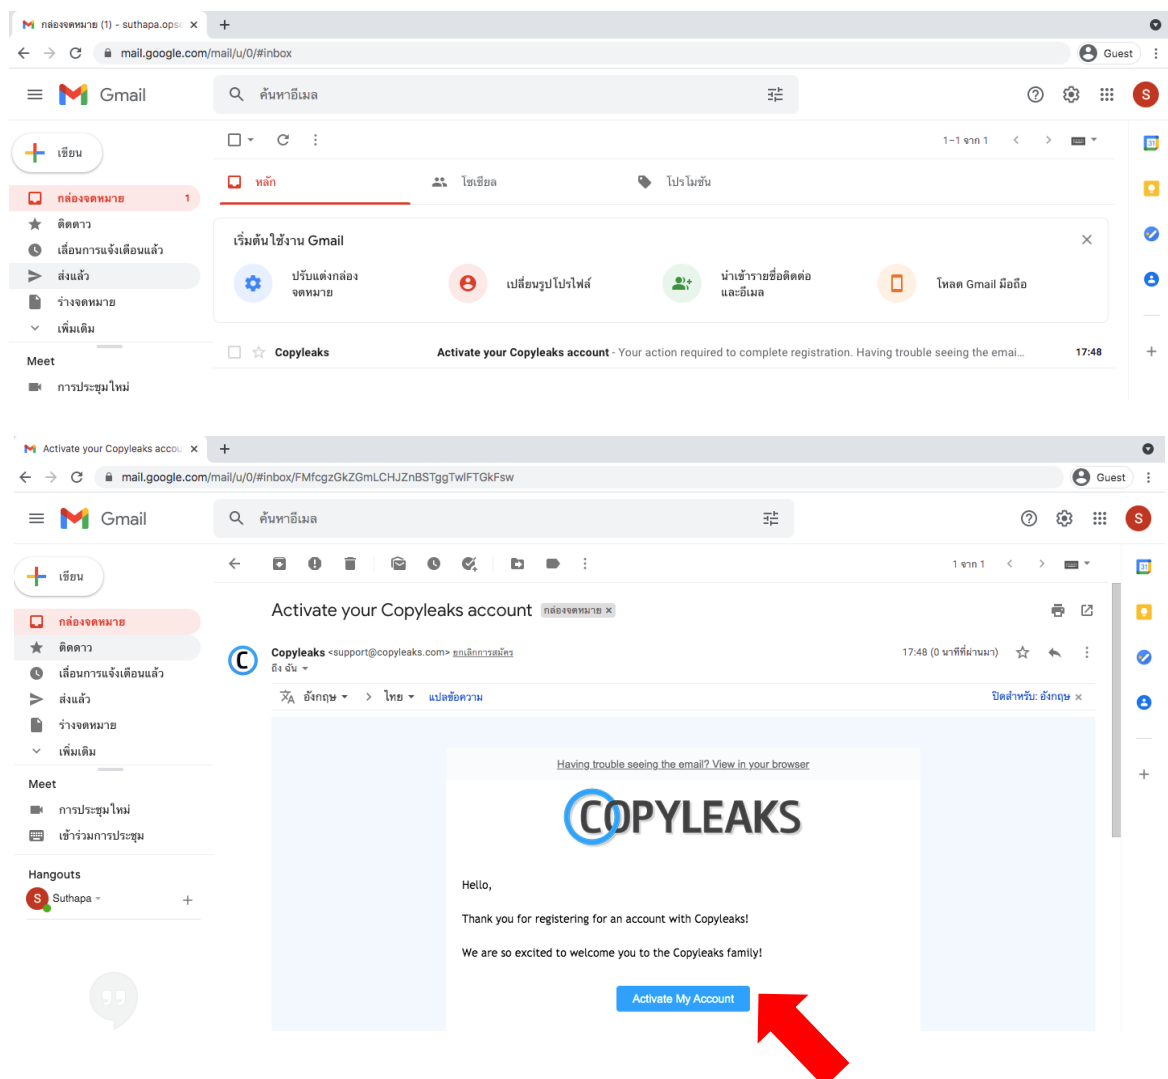 กล่องจดหมาย (1) - suthapa.opse
mail.google.com/mail/u/0/#inbox
Guest
Gmail
ค้นหาอีเมล
S
เขียน
1–1 จาก 1
31
กล่องจดหมาย 1
หลัก
โซเชียล
โปรโมชัน
ติดดาว
เลื่อนการแจ้งเตือนแล้ว
ส่งแล้ว
ร่างจดหมาย
เพิ่มเติม
เริ่มต้นใช้งาน Gmail
ปรับแต่งกล่อง
จดหมาย
เปลี่ยนรูปโปรไฟล์
นำเข้ารายชื่อติดต่อ
และอีเมล
โหลด Gmail มือถือ
Copyleaks
Activate your Copyleaks account - Your action required to complete registration. Having trouble seeing the emai...
17:48
Meet
การประชุมใหม่
Activate your Copyleaks accou
mail.google.com/mail/u/0/#inbox/FMfcgzGkZGmLCHJZnBSTggTwlFTGkFsw
Guest
Gmail
ค้นหาอีเมล
S
เขียน
1 จาก 1
31
กล่องจดหมาย
ติดดาว
เลื่อนการแจ้งเตือนแล้ว
ส่งแล้ว
ร่างจดหมาย
เพิ่มเติม
Meet
การประชุมใหม่
เข้าร่วมการประชุม
Hangouts
S Suthapa
Activate your Copyleaks account กล่องจดหมาย ×
C
Copyleaks <support@copyleaks.com> ยกเลิกการสมัคร
17:48 (0 นาทีที่ผ่านมา)
ถึง ฉัน
อังกฤษ > ไทย แปลข้อความ
ปิดสำหรับ: อังกฤษ ×
Having trouble seeing the email? View in your browser
COPYLEAKS
Hello,
Thank you for registering for an account with Copyleaks!
We are so excited to welcome you to the Copyleaks family!
Activate My Account